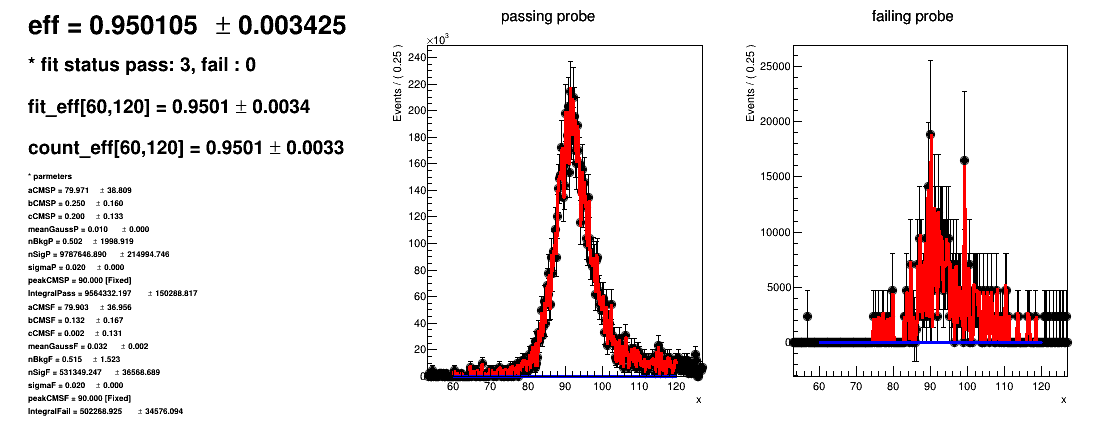 eff = 0.950105 ± 0.003425
* fit status pass: 3, fail : 0
fit_eff[60,120] = 0.9501 ± 0.0034
count_eff[60,120] = 0.9501 ± 0.0033
* parmeters
aCMSP = 79.971 ± 38.809
bCMSP = 0.250 ± 0.160
cCMSP = 0.200 ± 0.133
meanGaussP = 0.010 ± 0.000
nBkgP = 0.502 ± 1998.919
nSigP = 9787646.890 ± 214994.746
sigmaP = 0.020 ± 0.000
peakCMSP = 90.000 [Fixed]
IntegralPass = 9564332.197 ± 150288.817
aCMSF = 79.903 ± 36.956
bCMSF = 0.132 ± 0.167
cCMSF = 0.002 ± 0.131
meanGaussF = 0.032 ± 0.002
nBkgF = 0.515 ± 1.523
nSigF = 531349.247 ± 36568.689
sigmaF = 0.020 ± 0.000
peakCMSF = 90.000 [Fixed]
IntegralFail = 502268.925 ± 34576.094
passing probe
×10³
Events / ( 0.25 )
240
220
200
180
160
140
120
100
80
60
40
20
0
60 70 80 90 100 110 120
x
failing probe
Events / ( 0.25 )
25000
20000
15000
10000
5000
0
60 70 80 90 100 110 120
x